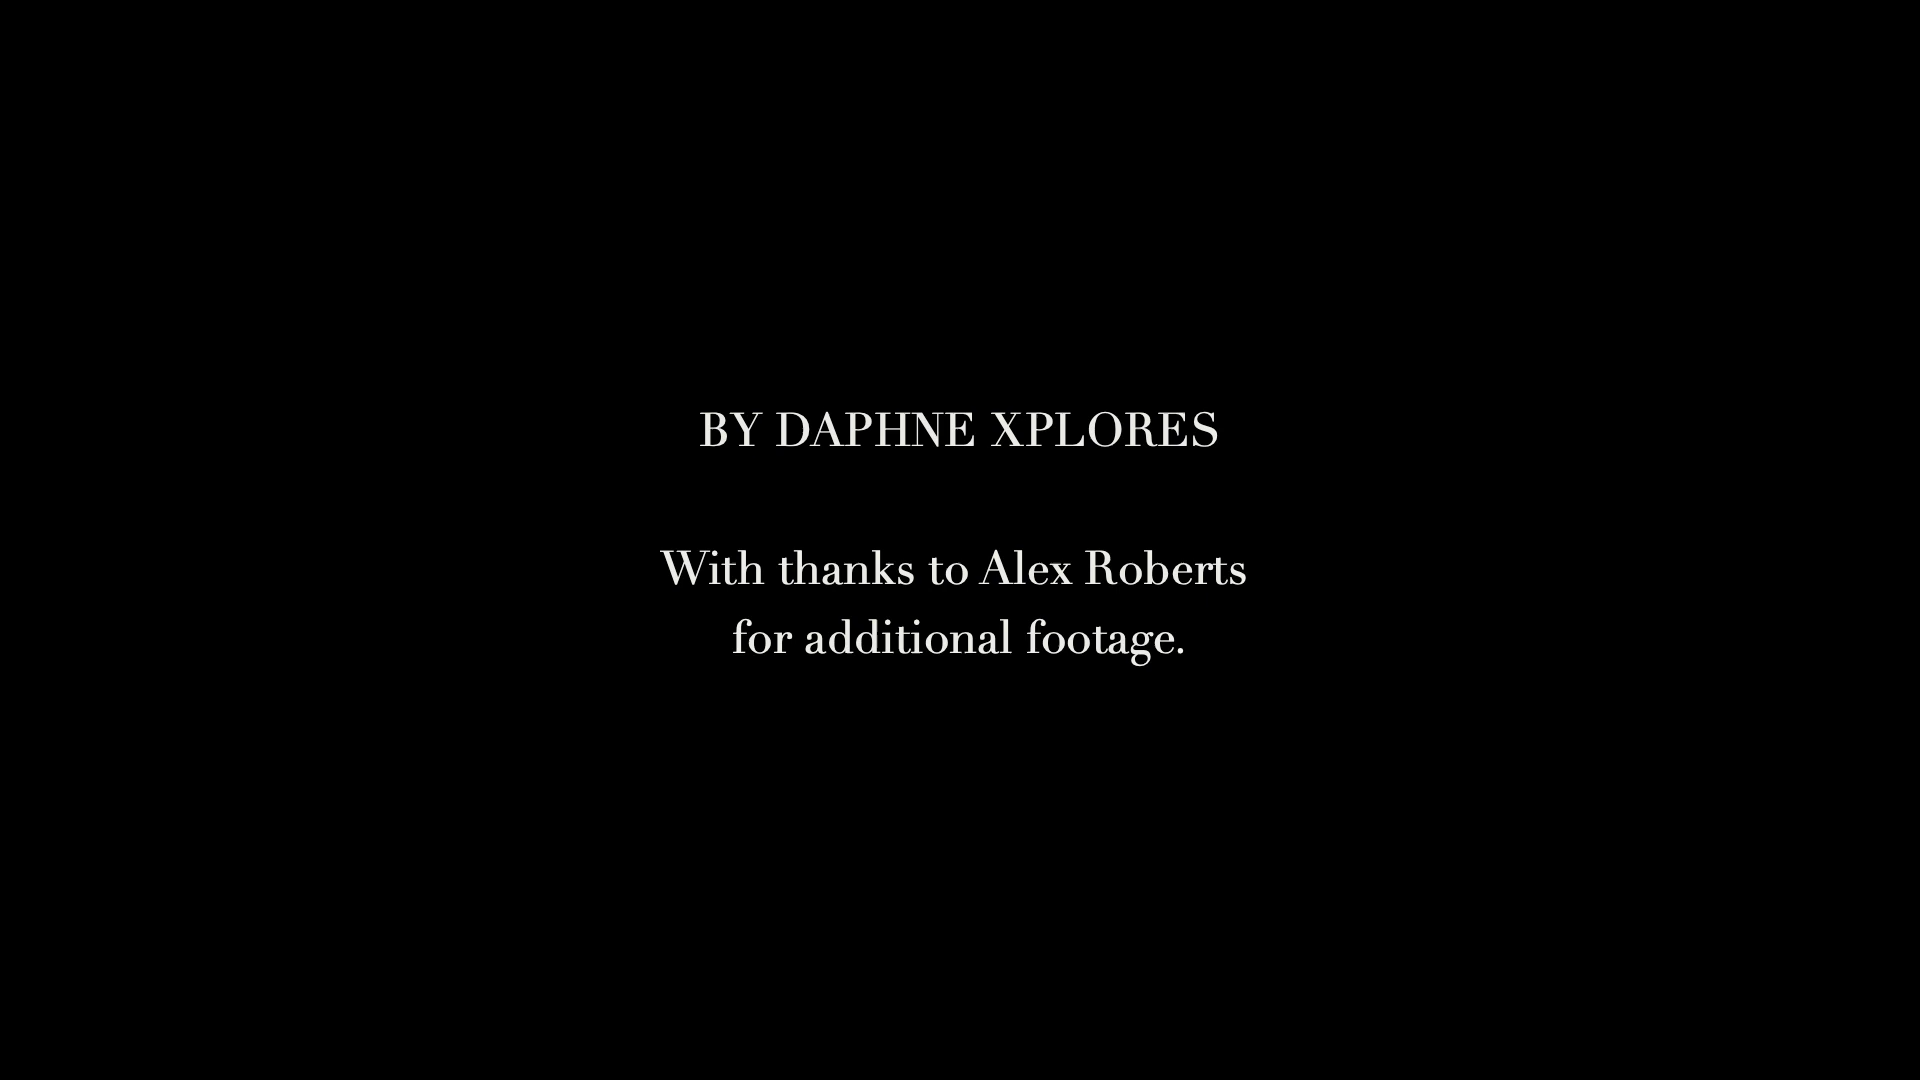 BY DAPHNE XPLORES
With thanks to Alex Roberts
for additional footage.